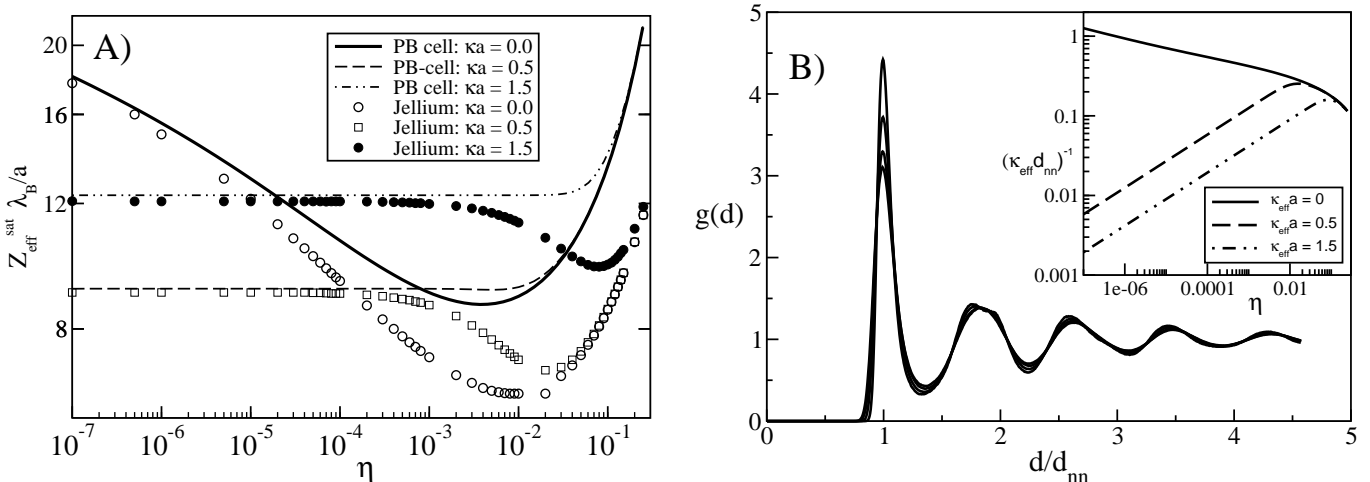 A)
20
16
12
8
Z_eff^sat λ_B/a
PB cell: κa = 0.0
PB-cell: κa = 0.5
PB cell: κa = 1.5
Jellium: κa = 0.0
Jellium: κa = 0.5
Jellium: κa = 1.5
10^-7 10^-6 10^-5 10^-4 10^-3 10^-2 10^-1
η
B)
5
4
3
2
1
0
g(d)
0 1 2 3 4 5
d/d_nn
1
0.1
0.01
0.001
(κ_eff d_nn)^-1
κ_eff a = 0
κ_eff a = 0.5
κ_eff a = 1.5
1e-06 0.0001 0.01
η